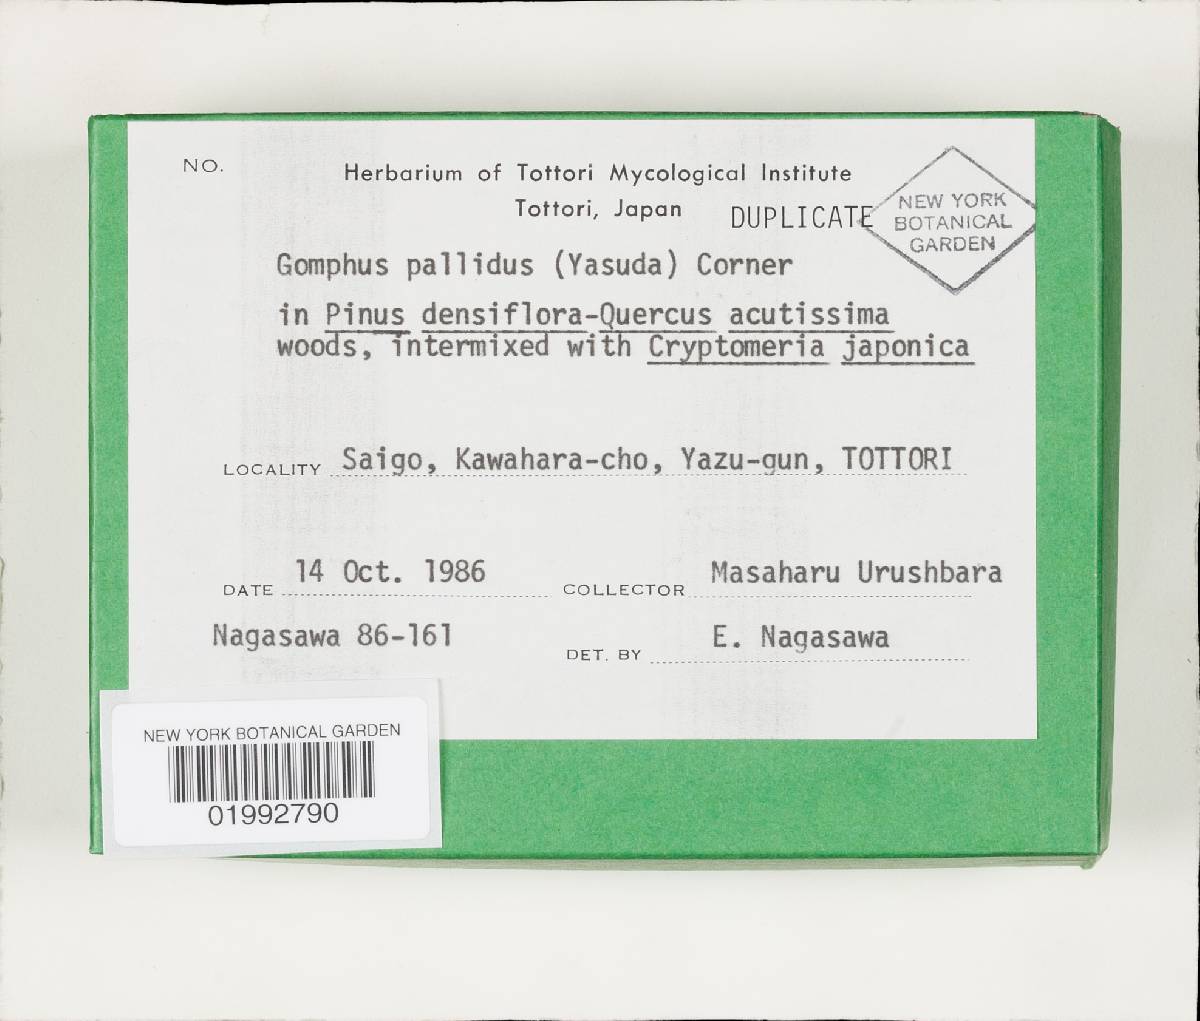 NO.
Herbarium of Tottori Mycological Institute
Tottori, Japan
DUPLICATE
NEW YORK
BOTANICAL
GARDEN
Gomphus pallidus (Yasuda) Corner
in Pinus densiflora-Quercus acutissima
woods, intermixed with Cryptomeria japonica
LOCALITY Saigo, Kawahara-cho, Yazu-gun, TOTTORI
DATE 14 Oct. 1986 COLLECTOR Masaharu Urushbara
Nagasawa 86-161 DET. BY E. Nagasawa
NEW YORK BOTANICAL GARDEN
01992790